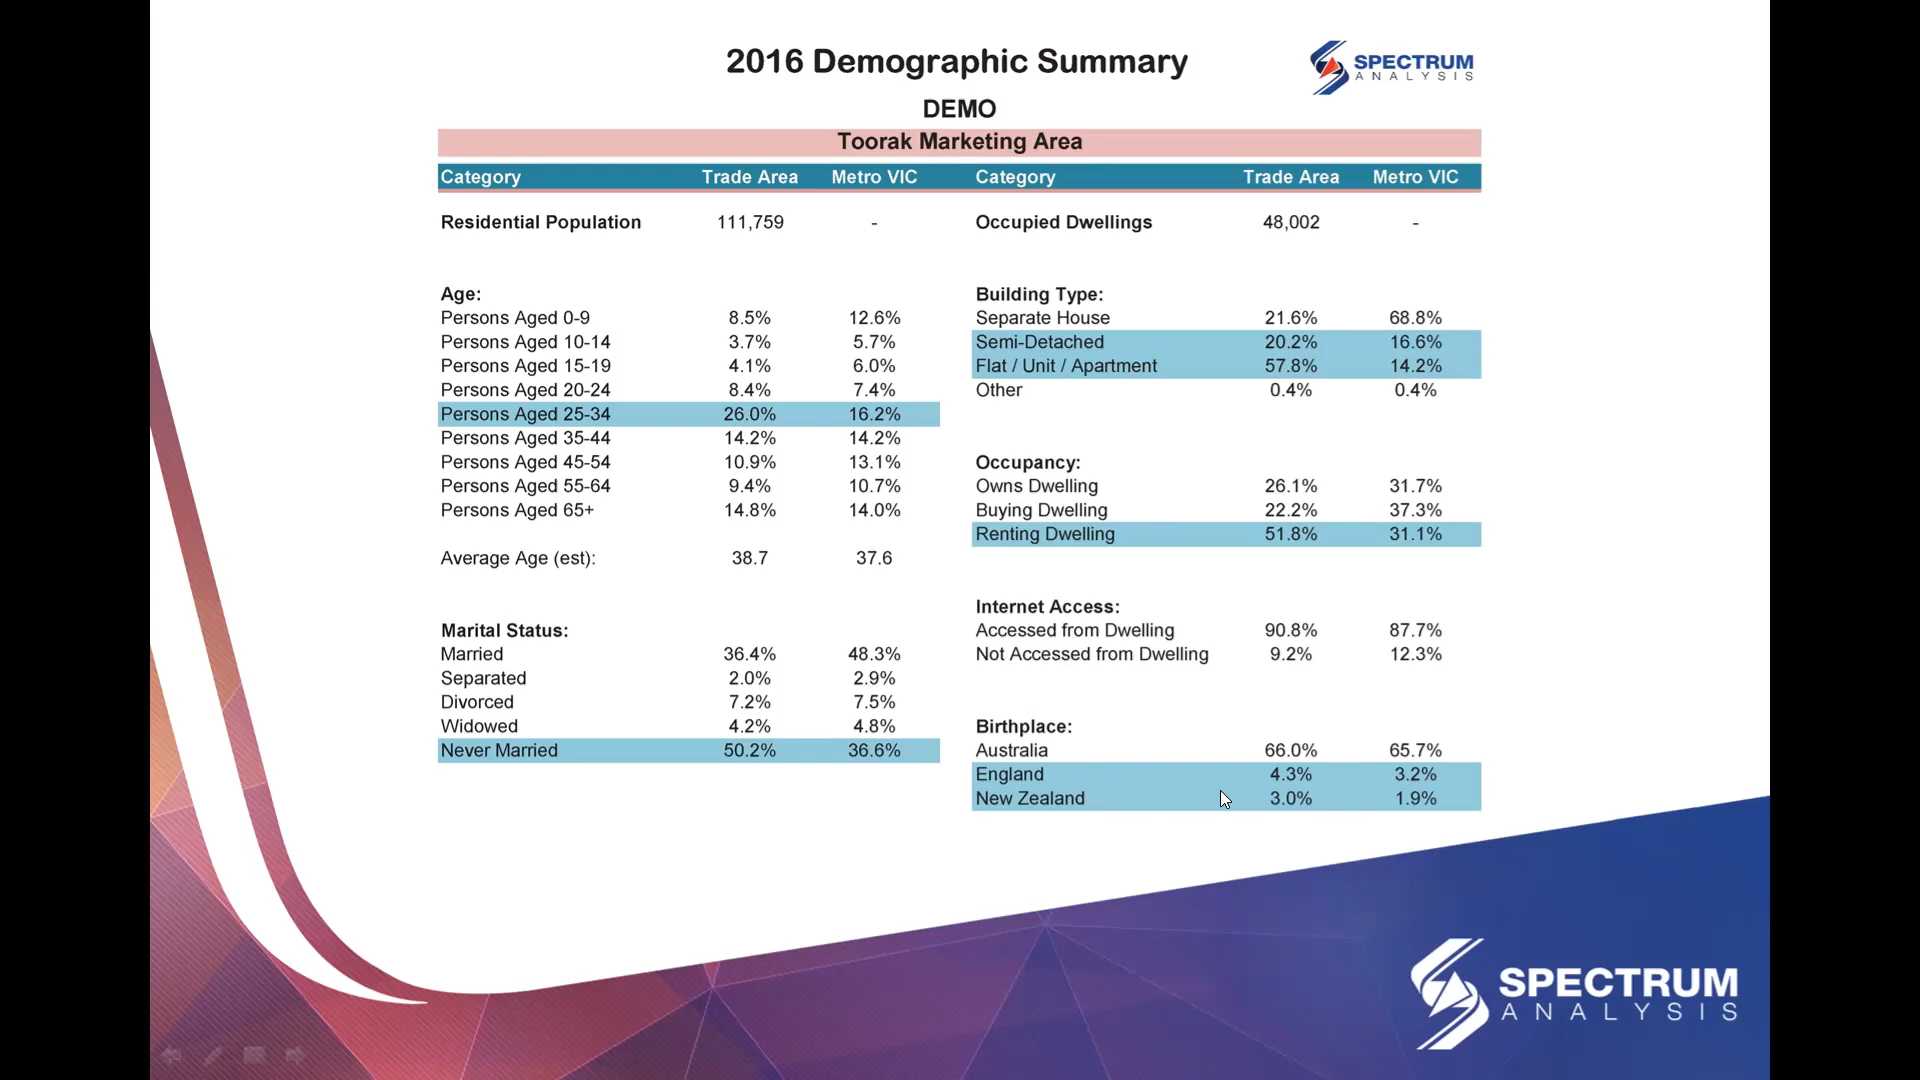 2016 Demographic Summary
SPECTRUM
ANALYSIS
DEMO
Toorak Marketing Area
Category Trade Area Metro VIC Category Trade Area Metro VIC
Residential Population 111,759 - Occupied Dwellings 48,002 -
Age: Building Type:
Persons Aged 0-9 8.5% 12.6% Separate House 21.6% 68.8%
Persons Aged 10-14 3.7% 5.7% Semi-Detached 20.2% 16.6%
Persons Aged 15-19 4.1% 6.0% Flat / Unit / Apartment 57.8% 14.2%
Persons Aged 20-24 8.4% 7.4% Other 0.4% 0.4%
Persons Aged 25-34 26.0% 16.2%
Persons Aged 35-44 14.2% 14.2%
Persons Aged 45-54 10.9% 13.1% Occupancy:
Persons Aged 55-64 9.4% 10.7% Owns Dwelling 26.1% 31.7%
Persons Aged 65+ 14.8% 14.0% Buying Dwelling 22.2% 37.3%
Renting Dwelling 51.8% 31.1%
Average Age (est): 38.7 37.6
Internet Access:
Marital Status: Accessed from Dwelling 90.8% 87.7%
Married 36.4% 48.3% Not Accessed from Dwelling 9.2% 12.3%
Separated 2.0% 2.9%
Divorced 7.2% 7.5%
Widowed 4.2% 4.8% Birthplace:
Never Married 50.2% 36.6% Australia 66.0% 65.7%
England 4.3% 3.2%
New Zealand 3.0% 1.9%
SPECTRUM
ANALYSIS